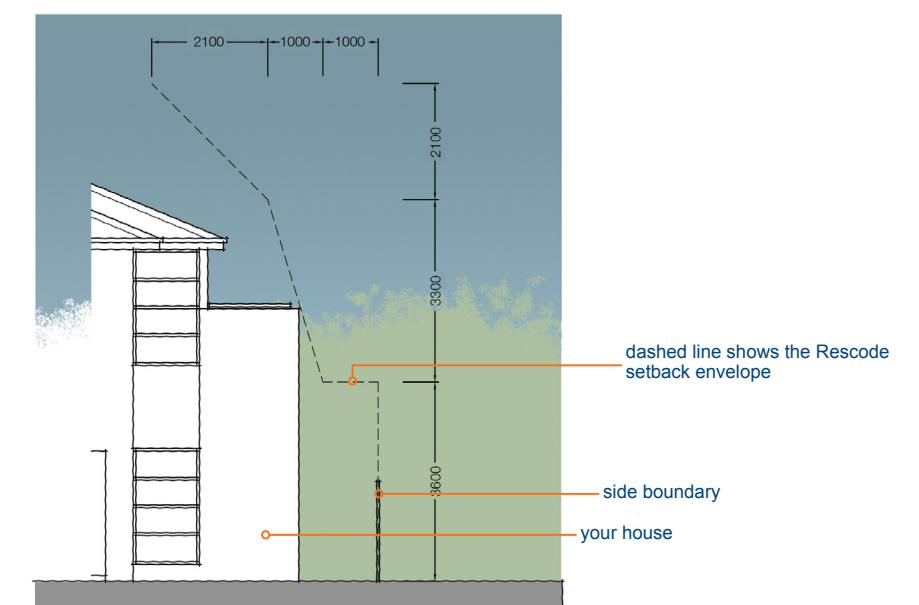 2100 1000 1000
2100
3300
3600
dashed line shows the Rescode
setback envelope
side boundary
your house